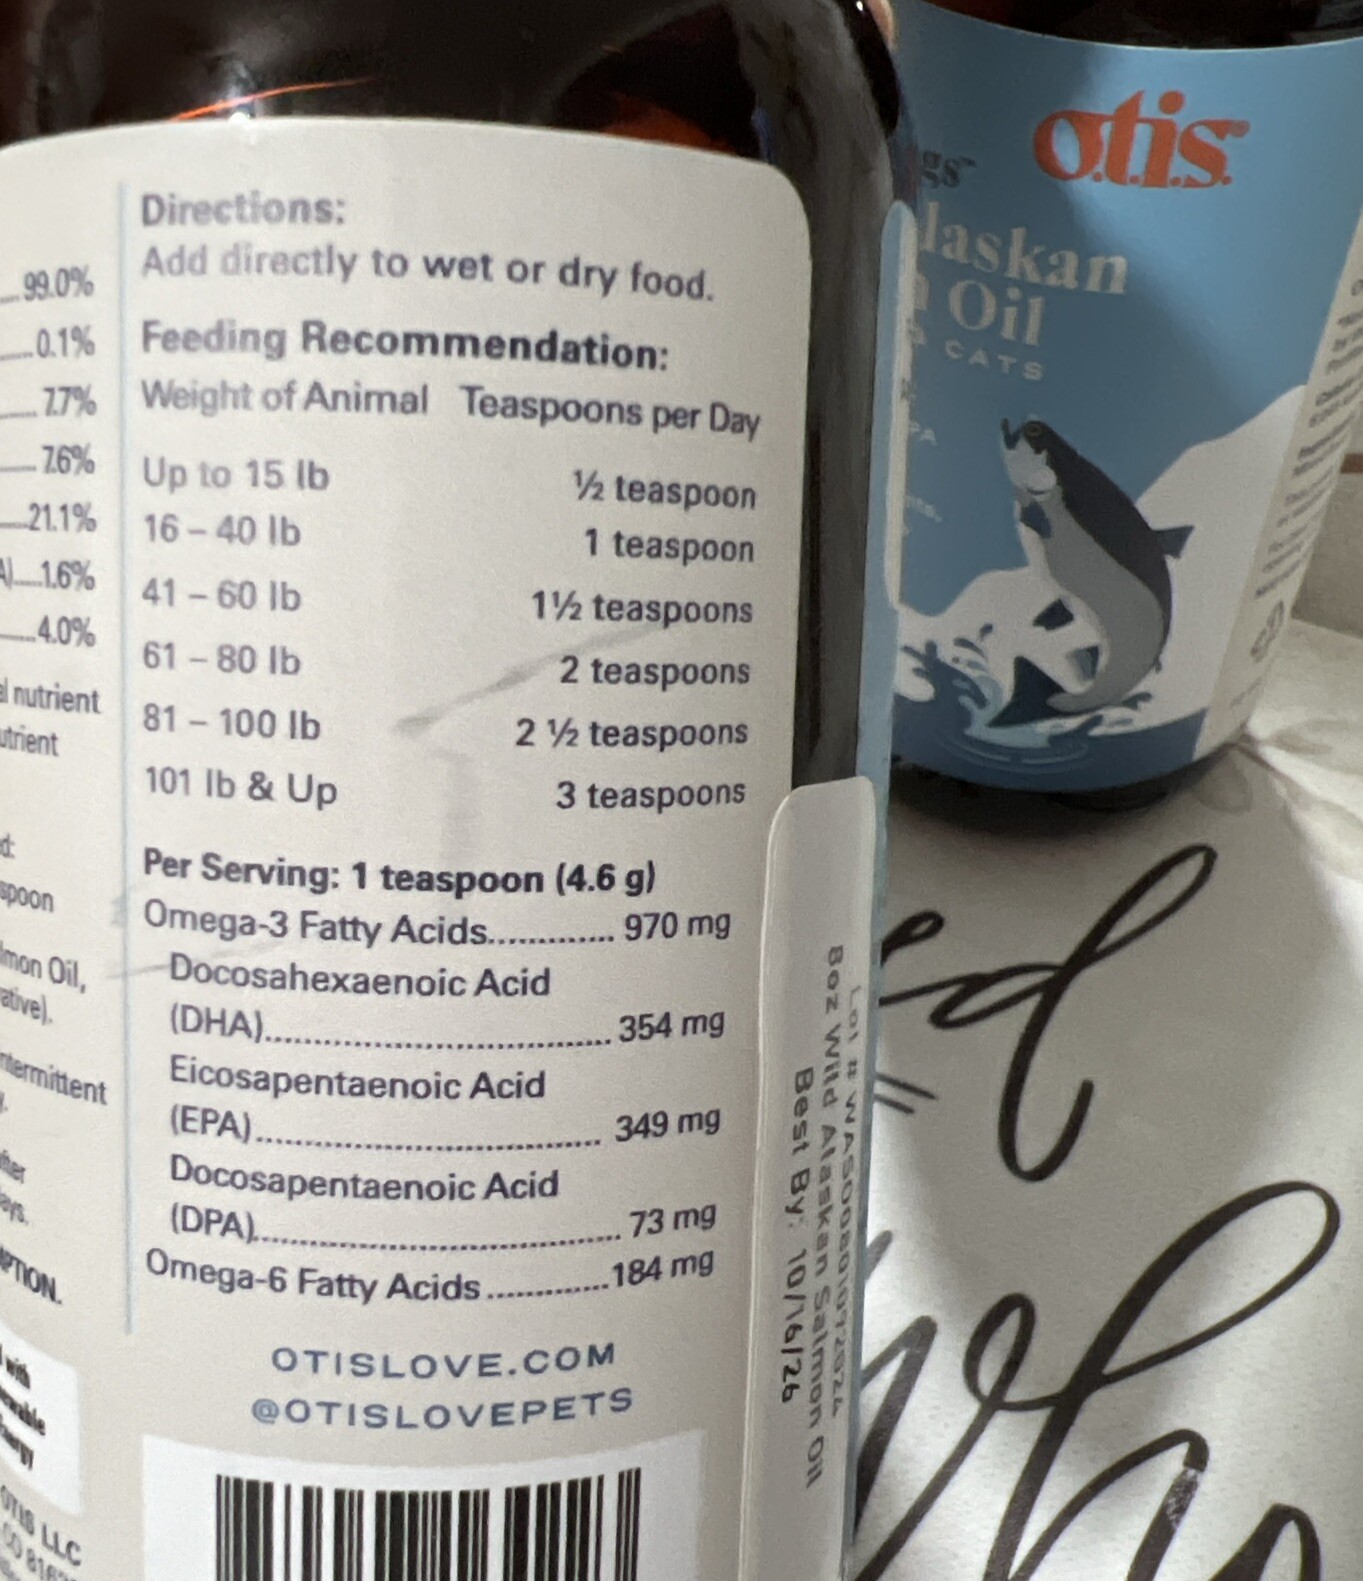 99.0%
0.1%
7.7%
7.6%
21.1%
1.6%
4.0%
nutrient
Directions:
Add directly to wet or dry food.
Feeding Recommendation:
Weight of Animal Teaspoons per Day
Up to 15 lb ½ teaspoon
16 – 40 lb 1 teaspoon
41 – 60 lb 1½ teaspoons
61 – 80 lb 2 teaspoons
81 – 100 lb 2 ½ teaspoons
101 lb & Up 3 teaspoons
Per Serving: 1 teaspoon (4.6 g)
Omega-3 Fatty Acids............. 970 mg
Docosahexaenoic Acid
(DHA)...................................... 354 mg
Eicosapentaenoic Acid
(EPA)...................................... 349 mg
Docosapentaenoic Acid
(DPA)....................................... 73 mg
Omega-6 Fatty Acids.............184 mg
OTISLOVE.COM
@OTISLOVEPETS
Oil,
with
OTIS LLC
Lot #
8oz Wild Alaskan Salmon Oil
Best By: 10/16/26
o.t.i.s.
Oil
CATS